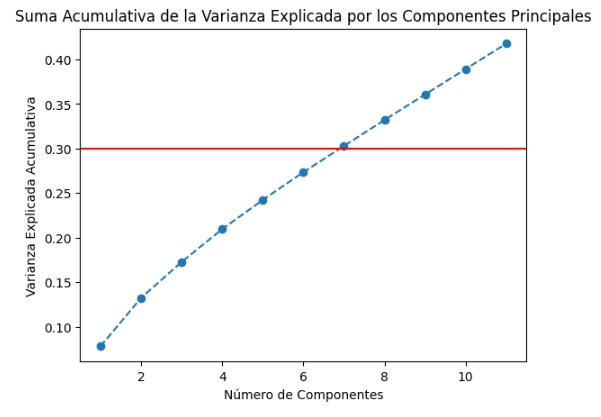 Suma Acumulativa de la Varianza Explicada por los Componentes Principales
Varianza Explicada Acumulativa
0.40
0.35
0.30
0.25
0.20
0.15
0.10
2 4 6 8 10
Número de Componentes